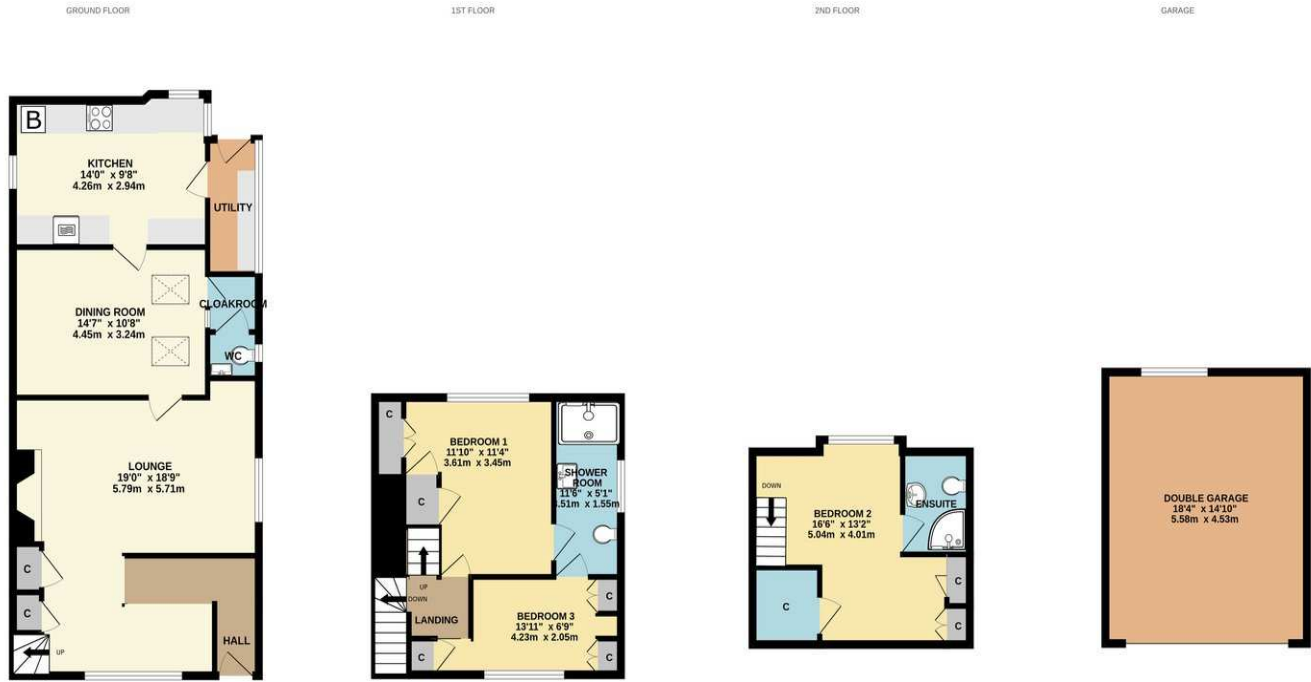 GROUND FLOOR
1ST FLOOR
2ND FLOOR
GARAGE
B
KITCHEN
14'0" x 9'8"
4.26m x 2.94m
UTILITY
DINING ROOM
14'7" x 10'8"
4.45m x 3.24m
CLOAKROOM
WC
LOUNGE
19'0" x 18'9"
5.79m x 5.71m
C
C
UP
HALL
C
BEDROOM 1
11'10" x 11'4"
3.61m x 3.45m
C
SHOWER
ROOM
11'6" x 5'1"
3.51m x 1.55m
UP
DOWN
LANDING
BEDROOM 3
13'11" x 6'9"
4.23m x 2.05m
C
C
C
DOWN
BEDROOM 2
16'6" x 13'2"
5.04m x 4.01m
ENSUITE
C
C
C
DOUBLE GARAGE
18'4" x 14'10"
5.58m x 4.53m